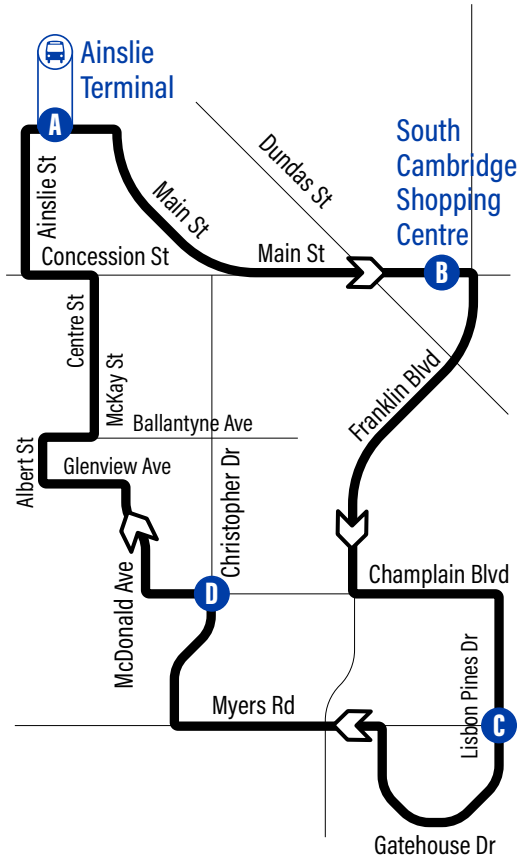 Ainslie
Terminal
A
South
Cambridge
Shopping
Centre
Dundas St
Ainslie St
Main St
Concession St
Main St
B
Centre St
McKay St
Franklin Blvd
Ballantyne Ave
Albert St
Glenview Ave
Christopher Dr
McDonald Ave
D
Champlain Blvd
Lisbon Pines Dr
Myers Rd
C
Gatehouse Dr